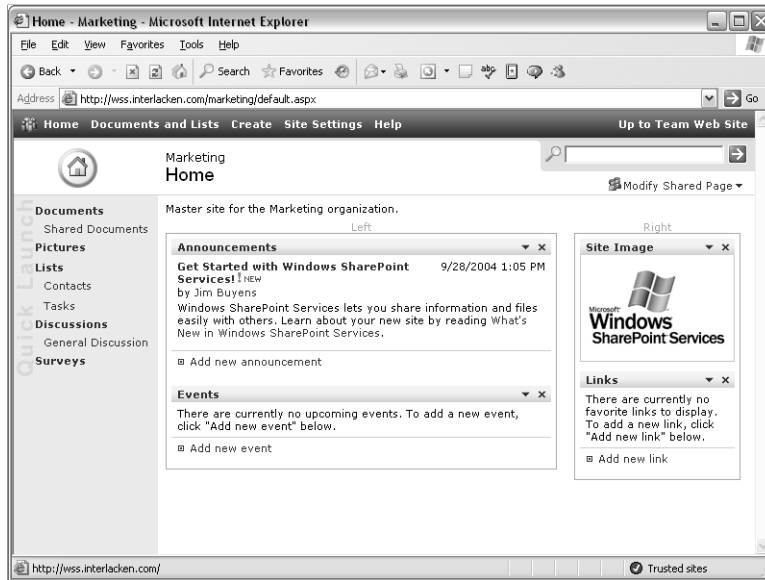 Home - Marketing - Microsoft Internet Explorer
File Edit View Favorites Tools Help
Back Search Favorites
Address http://wss.interlacken.com/marketing/default.aspx Go
Home Documents and Lists Create Site Settings Help Up to Team Web Site
Marketing
Home
Modify Shared Page
Quick Launch
Documents
Shared Documents
Pictures
Lists
Contacts
Tasks
Discussions
General Discussion
Surveys
Master site for the Marketing organization.
Left
Announcements
Get Started with Windows SharePoint 9/28/2004 1:05 PM
Services! ! NEW
by Jim Buyens
Windows SharePoint Services lets you share information and files
easily with others. Learn about your new site by reading What's
New in Windows SharePoint Services.
Add new announcement
Events
There are currently no upcoming events. To add a new event,
click "Add new event" below.
Add new event
Right
Site Image
Microsoft
Windows
SharePoint Services
Links
There are currently no
favorite links to display.
To add a new link, click
"Add new link" below.
Add new link
http://wss.interlacken.com/ Trusted sites